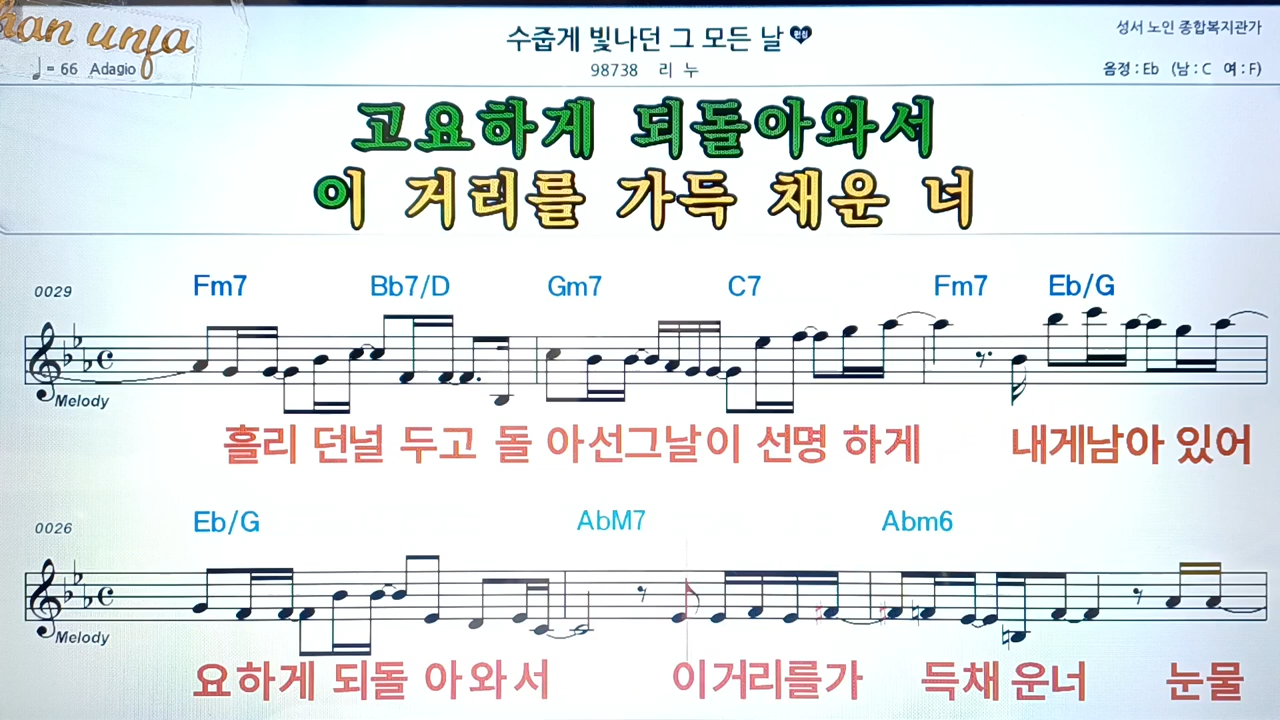 han unfa
수줍게 빛나던 그 모든 날 편집
성서 노인 종합복지관가
= 66 Adagio
98738 리 누
음정 : Eb (남 : C 여 : F)
고요하게 되돌아와서
이 거리를 가득 채운 너
0029
Fm7 Bb7/D Gm7 C7 Fm7 Eb/G
Melody
흘리 던널 두고 돌 아선그날이 선명 하게 내게남아 있어
0026
Eb/G AbM7 Abm6
Melody
요하게 되돌 아와서 이거리를가 득채 운너 눈물